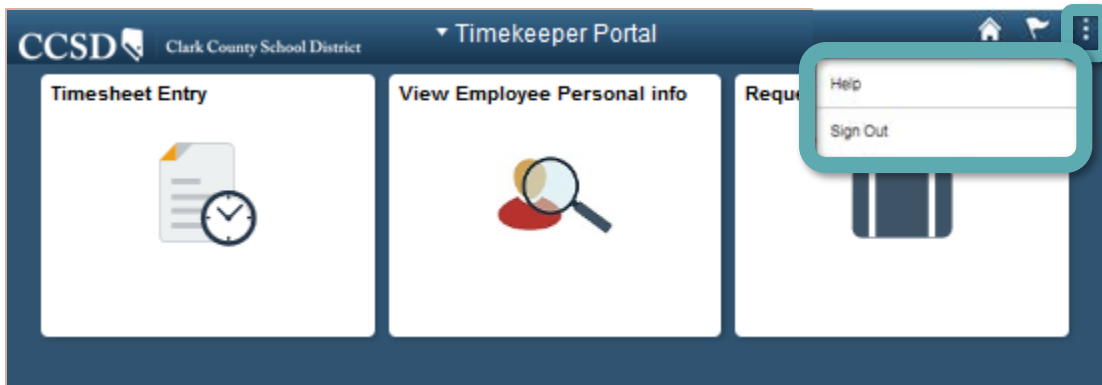 CCSD Clark County School District
Timekeeper Portal
Timesheet Entry
View Employee Personal info
Reque
Help
Sign Out